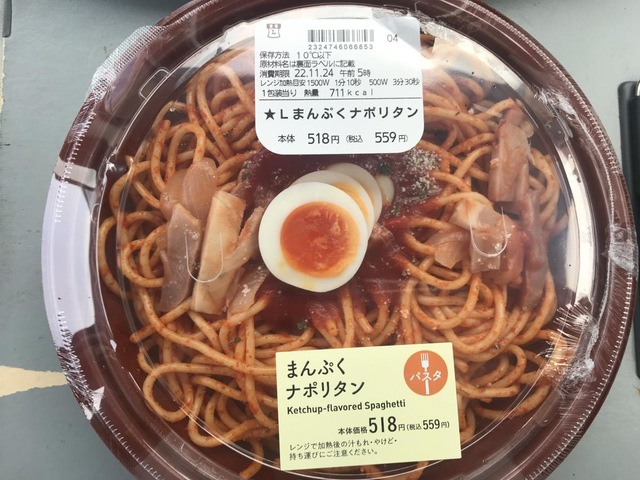 2324746066853
04
保存方法 10℃以下
原材料名は裏面ラベルに記載
消費期限 22.11.24 午前 5時
レンジ加熱目安1500W 1分10秒 500W 3分30秒
1包装当り 熱量 711kcal
★Lまんぷくナポリタン
本体 518円 (税込 559円)
まんぷく
ナポリタン
Ketchup-flavored Spaghetti
パスタ
本体価格518円(税込559円)
レンジで加熱後の汁もれ・やけど・
持ち運びにご注意ください。